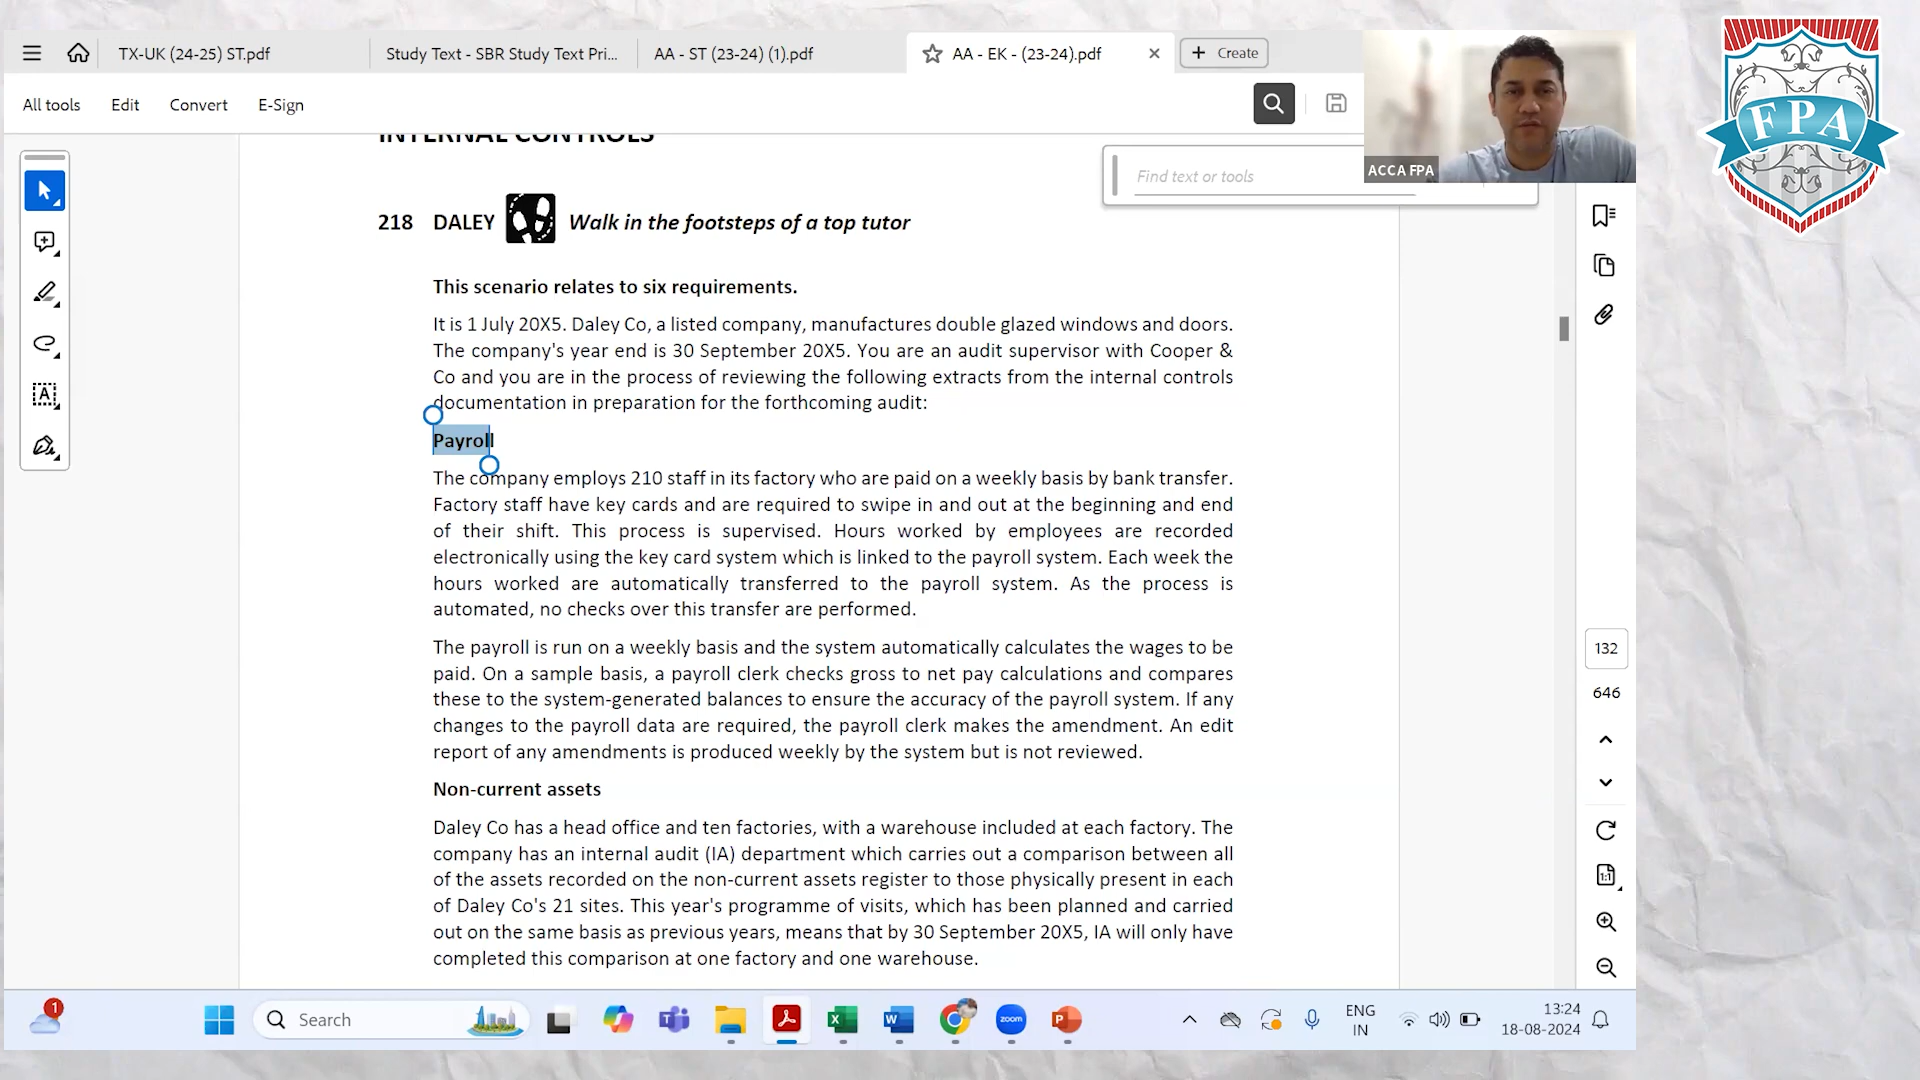 TX-UK (24-25) ST.pdf
Study Text - SBR Study Text Pri...
AA - ST (23-24) (1).pdf
AA - EK - (23-24).pdf
Create
All tools
Edit
Convert
E-Sign
ACCA FPA
FPA
Find text or tools
INTERNAL CONTROLS
218 DALEY Walk in the footsteps of a top tutor
This scenario relates to six requirements.
It is 1 July 20X5. Daley Co, a listed company, manufactures double glazed windows and doors.
The company's year end is 30 September 20X5. You are an audit supervisor with Cooper &
Co and you are in the process of reviewing the following extracts from the internal controls
documentation in preparation for the forthcoming audit:
Payroll
The company employs 210 staff in its factory who are paid on a weekly basis by bank transfer.
Factory staff have key cards and are required to swipe in and out at the beginning and end
of their shift. This process is supervised. Hours worked by employees are recorded
electronically using the key card system which is linked to the payroll system. Each week the
hours worked are automatically transferred to the payroll system. As the process is
automated, no checks over this transfer are performed.
The payroll is run on a weekly basis and the system automatically calculates the wages to be
paid. On a sample basis, a payroll clerk checks gross to net pay calculations and compares
these to the system-generated balances to ensure the accuracy of the payroll system. If any
changes to the payroll data are required, the payroll clerk makes the amendment. An edit
report of any amendments is produced weekly by the system but is not reviewed.
Non-current assets
Daley Co has a head office and ten factories, with a warehouse included at each factory. The
company has an internal audit (IA) department which carries out a comparison between all
of the assets recorded on the non-current assets register to those physically present in each
of Daley Co's 21 sites. This year's programme of visits, which has been planned and carried
out on the same basis as previous years, means that by 30 September 20X5, IA will only have
completed this comparison at one factory and one warehouse.
132
646
1:1
1
Search
zoom
ENG
IN
13:24
18-08-2024